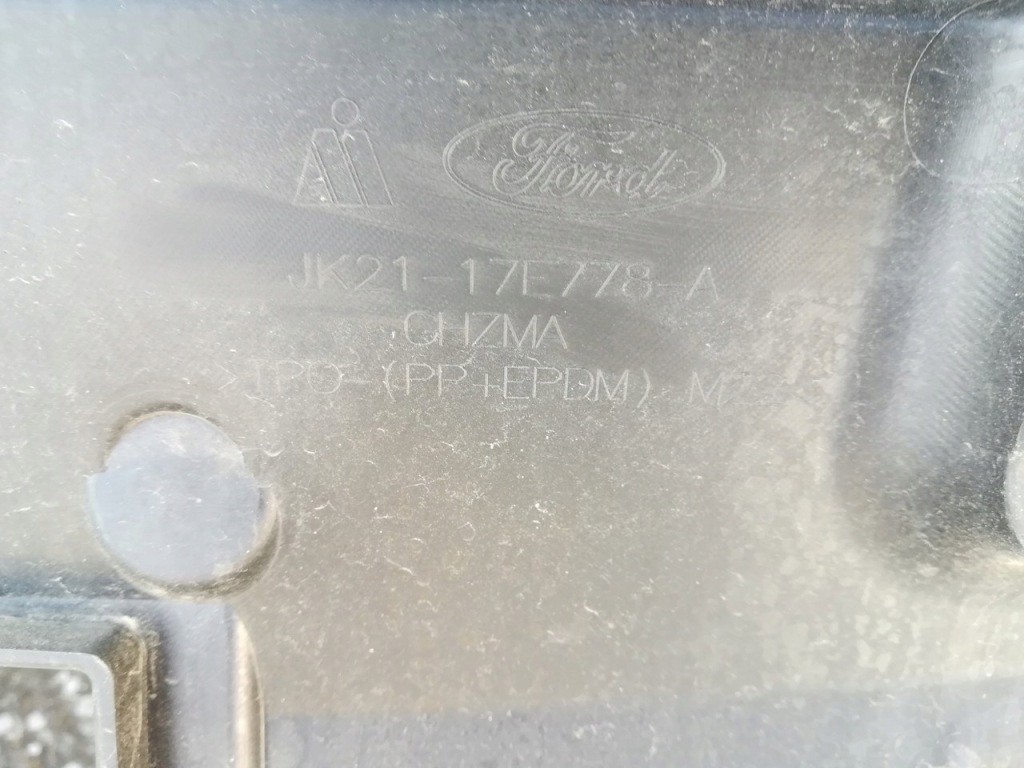 Ford
JK21-17E778-A
CHZMA
>TPO-(PP+EPDM) M